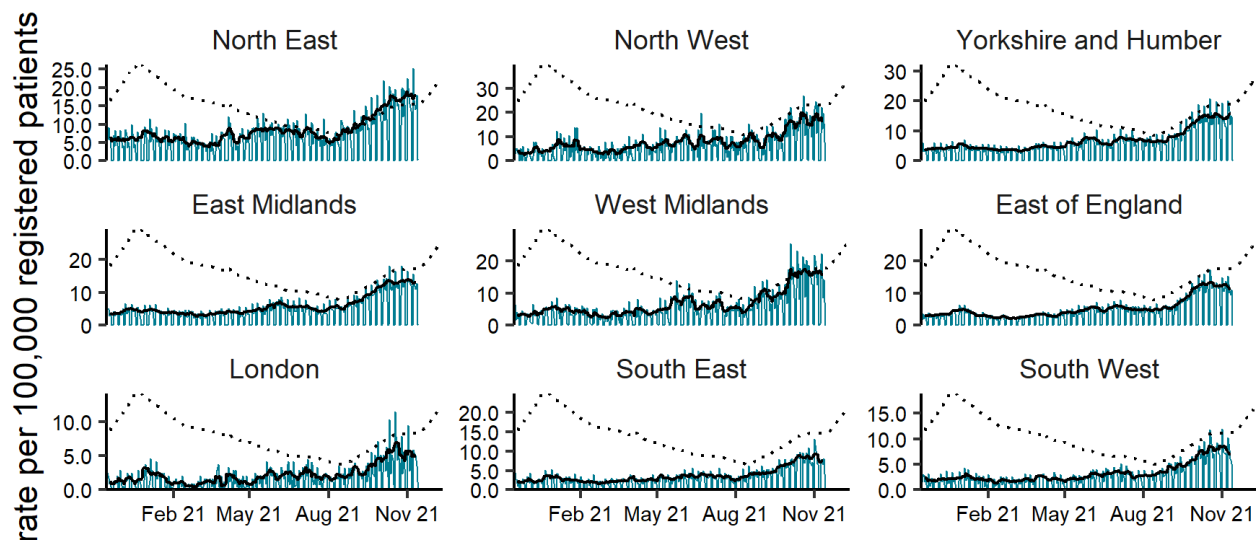 rate per 100,000 registered patients
North East
25.0
20.0
15.0
10.0
5.0
0.0
North West
30
20
10
0
Yorkshire and Humber
30
20
10
0
East Midlands
20
10
0
West Midlands
20
10
0
East of England
20
10
0
London
10.0
5.0
0.0
Feb 21 May 21 Aug 21 Nov 21
South East
20.0
15.0
10.0
5.0
0.0
Feb 21 May 21 Aug 21 Nov 21
South West
15.0
10.0
5.0
0.0
Feb 21 May 21 Aug 21 Nov 21